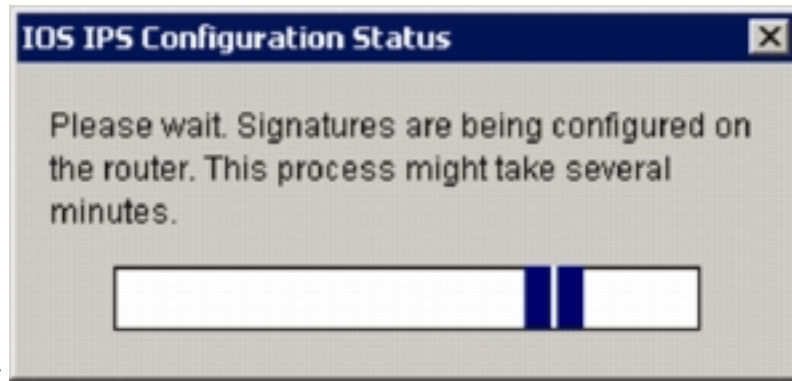 IOS IPS Configuration Status
Please wait. Signatures are being configured on
the router. This process might take several
minutes.